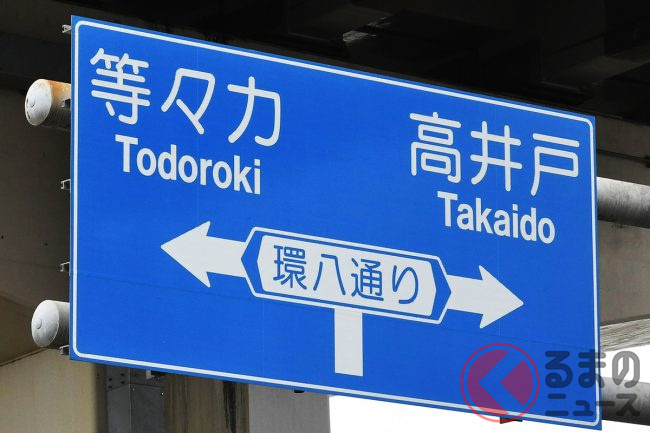 等々力
Todoroki
高井戸
Takaido
環八通り
くるまの
ニュース